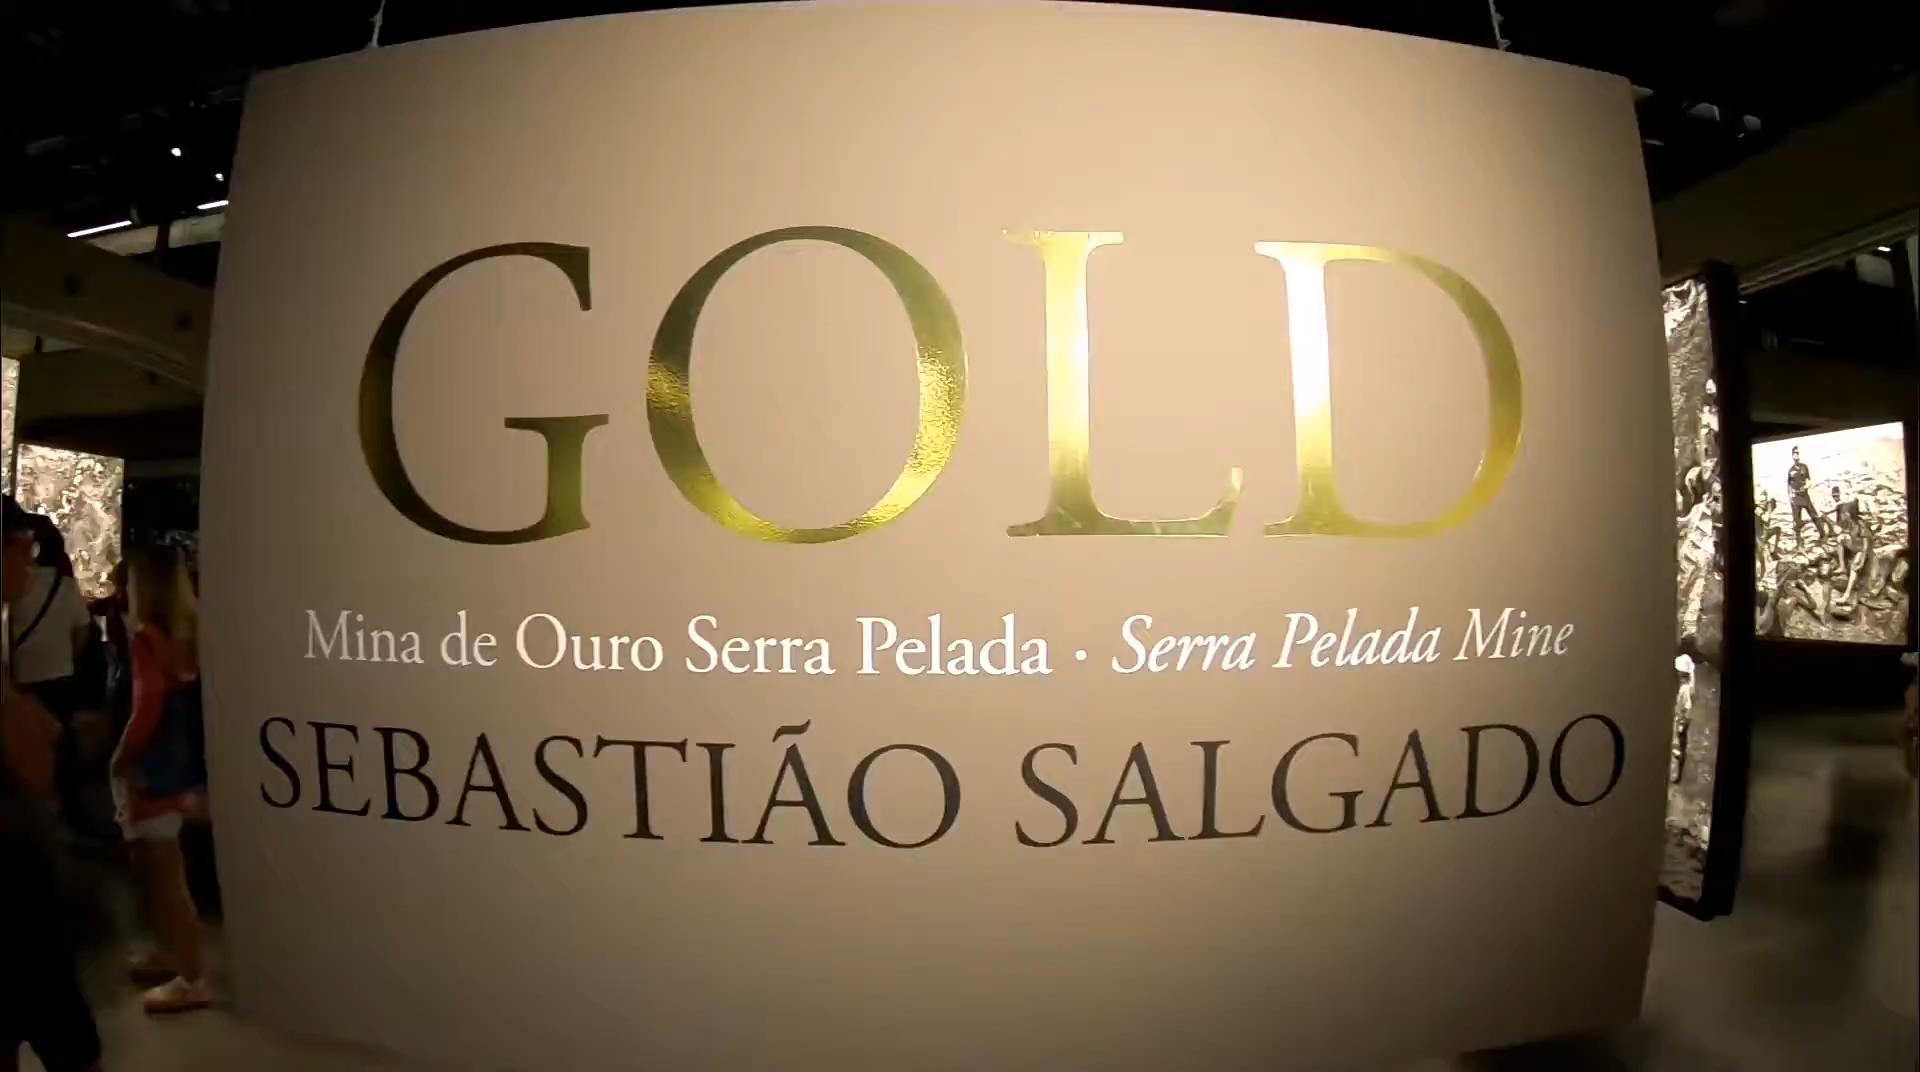 GOLD
Mina de Ouro Serra Pelada · Serra Pelada Mine
SEBASTIÃO SALGADO